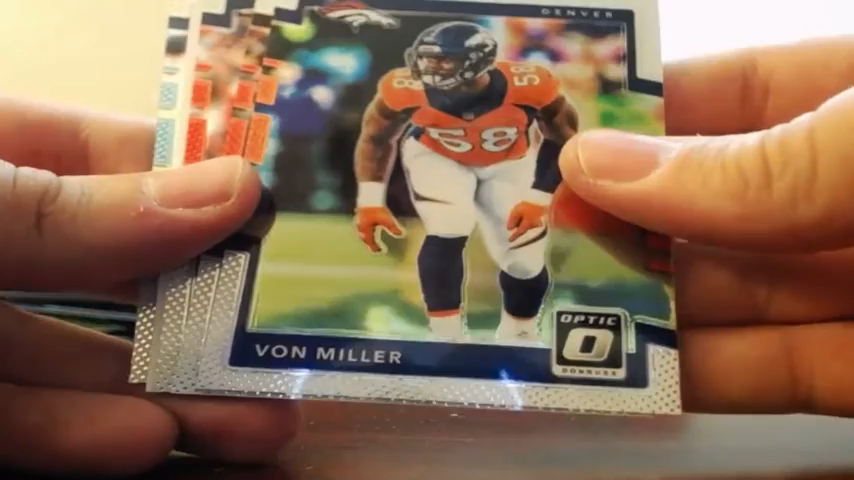 DENVER
58
58
58
OPTIC
O
DONRUSS
VON MILLER